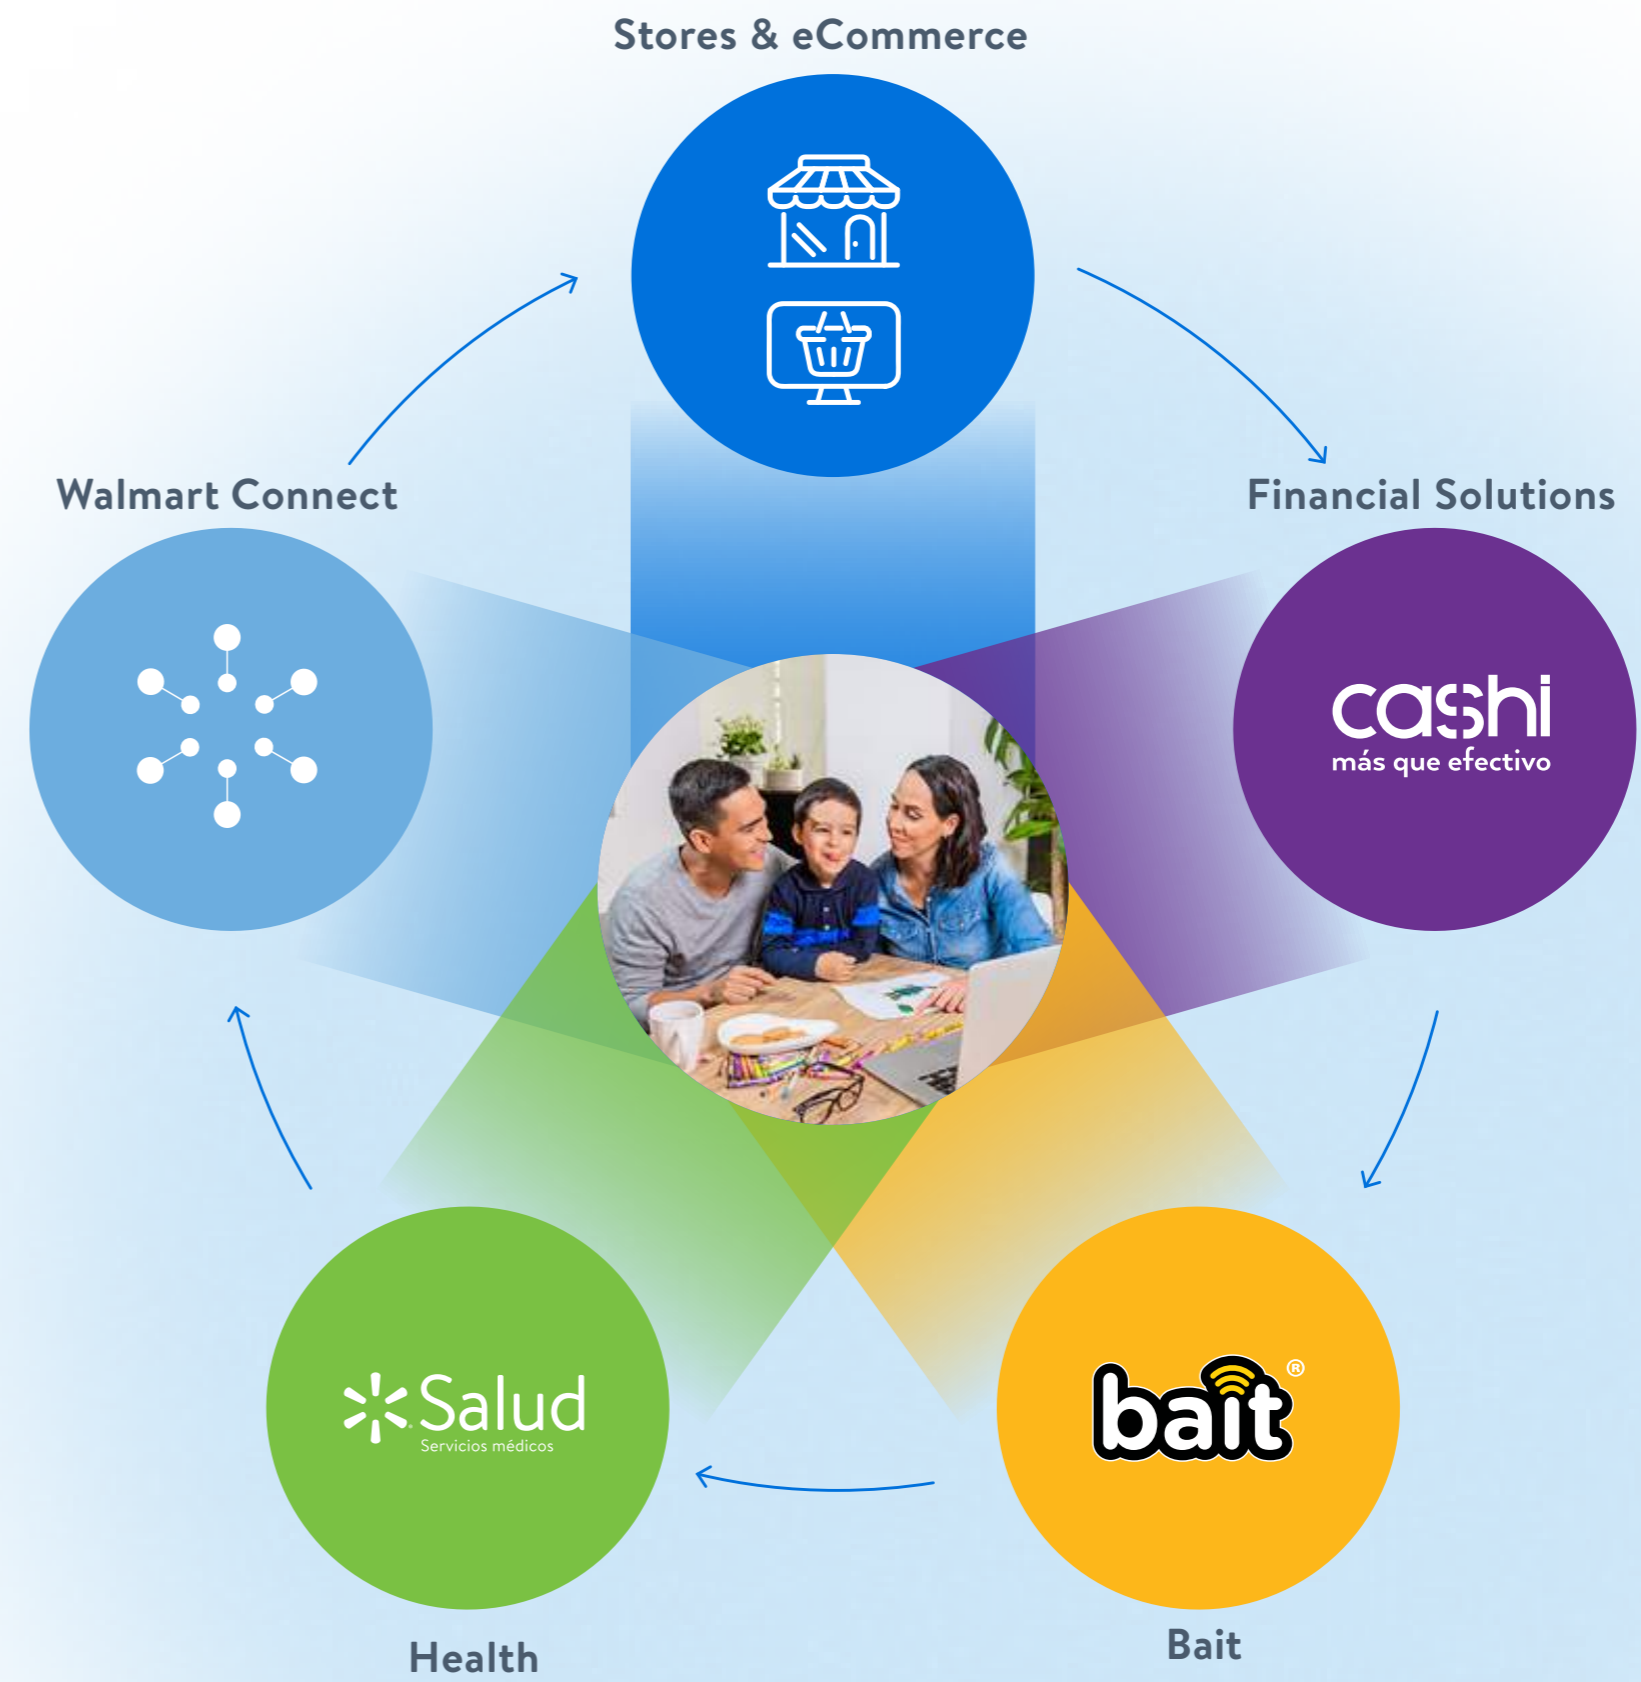 Stores & eCommerce
Walmart Connect
Financial Solutions
cashi
más que efectivo
Salud
Servicios médicos
bait®
Health
Bait